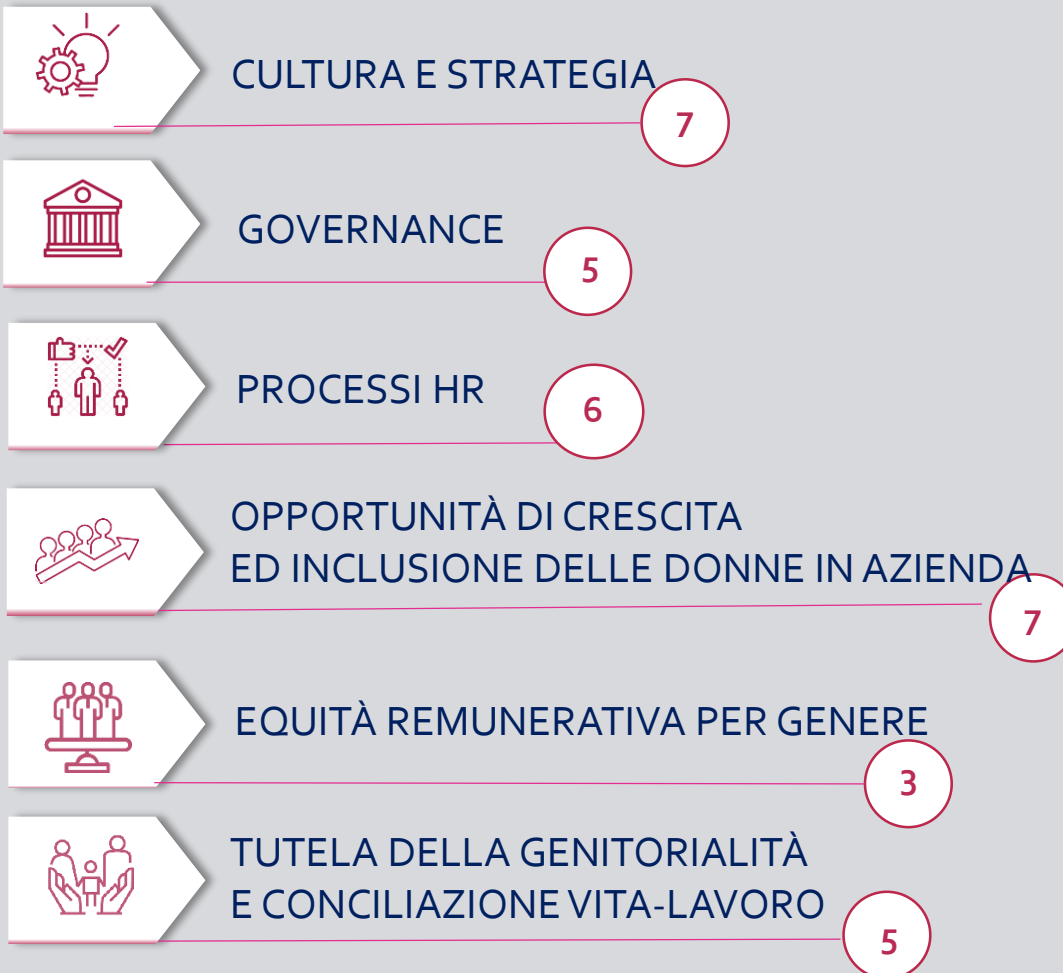 CULTURA E STRATEGIA
7
GOVERNANCE
5
PROCESSI HR
6
OPPORTUNITÀ DI CRESCITA
ED INCLUSIONE DELLE DONNE IN AZIENDA
7
EQUITÀ REMUNERATIVA PER GENERE
3
TUTELA DELLA GENITORIALITÀ
E CONCILIAZIONE VITA-LAVORO
5